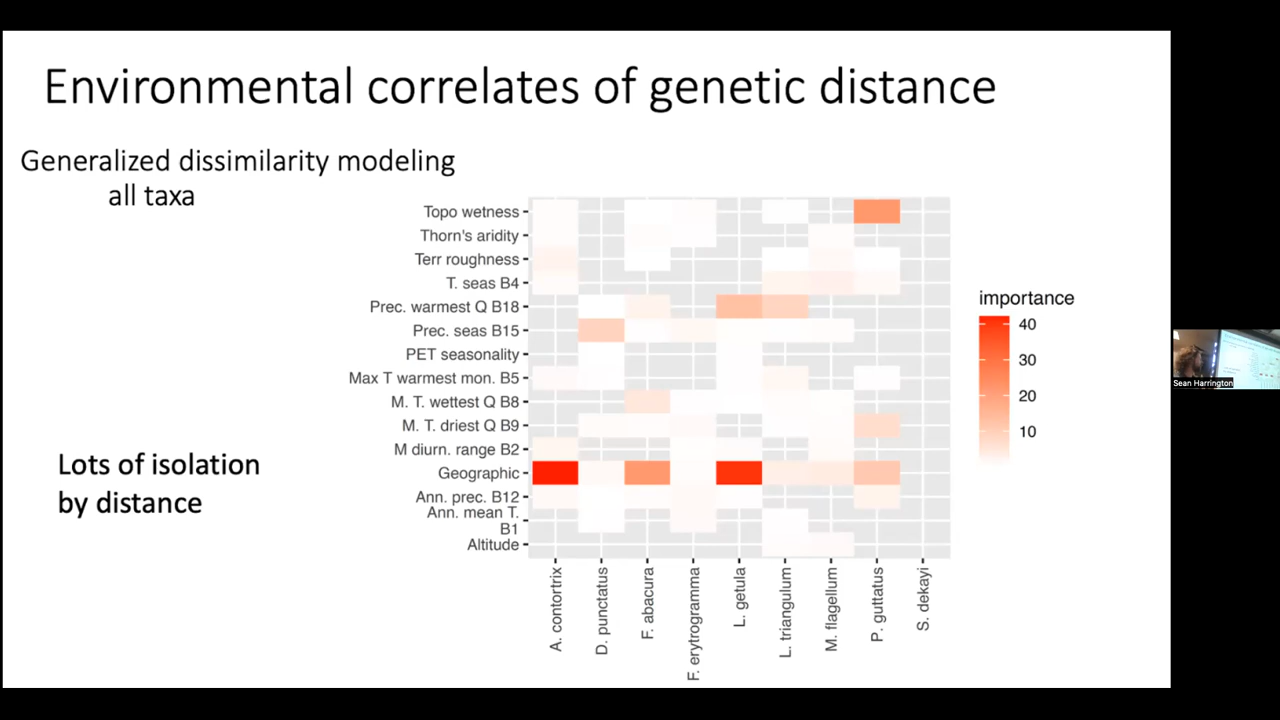 Environmental correlates of genetic distance
Generalized dissimilarity modeling
all taxa
Lots of isolation
by distance
Topo wetness
Thorn's aridity
Terr roughness
T. seas B4
Prec. warmest Q B18
Prec. seas B15
PET seasonality
Max T warmest mon. B5
M. T. wettest Q B8
M. T. driest Q B9
M diurn. range B2
Geographic
Ann. prec. B12
Ann. mean T.
B1
Altitude
A. contortrix
D. punctatus
F. abacura
F. erytrogramma
L. getula
L. triangulum
M. flagellum
P. guttatus
S. dekayi
importance
40
30
20
10
Sean Harrington